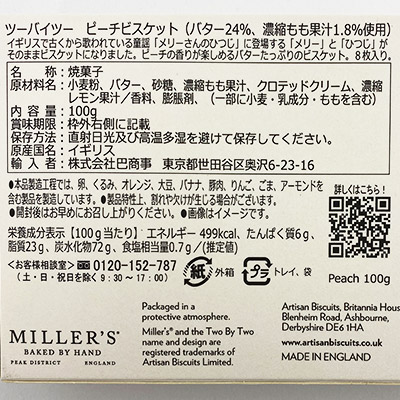 ツーバイツー　ピーチビスケット（バター24%、濃縮もも果汁1.8%使用）
イギリスで古くから歌われている童謡「メリーさんのひつじ」に登場する「メリー」と「ひつじ」が
そのままビスケットになりました。ピーチの香りが楽しめるバターたっぷりのビスケット。８枚入り。
名称：焼菓子
原材料名：小麦粉、バター、砂糖、濃縮もも果汁、クロテッドクリーム、濃縮
レモン果汁／香料、膨脹剤、（一部に小麦・乳成分・ももを含む）
内容量：100g
賞味期限：枠外右側に記載
保存方法：直射日光及び高温多湿を避けて保存してください。
原産国名：イギリス
輸入者：株式会社巴商事　東京都世田谷区奥沢6-23-16
●本品製造工程では、卵、くるみ、オレンジ、大豆、バナナ、豚肉、りんご、ごま、アーモンドを
含む製品を製造しています。●製品特性上、割れや欠けが生じる場合がございます。
●開封後はお早めにお召し上がりください。
詳しくはこちら！
栄養成分表示【100ｇ当たり】エネルギー 499kcal、たんぱく質6ｇ、
脂質23ｇ、炭水化物72ｇ、食塩相当量0.7ｇ／(推定値)
<お客様相談室> 0120-152-787
（土・日・祝日を除く 9:30～17:00）
紙 外箱
プラ トレイ、袋
Peach 100g
MILLER'S®
BAKED BY HAND
PEAK DISTRICT ENGLAND
Packaged in a
protective atmosphere.
Miller's® and the Two By Two
name and design are
registered trademarks of
Artisan Biscuits Limited.
Artisan Biscuits, Britannia Hous
Blenheim Road, Ashbourne,
Derbyshire DE6 1HA
www.artisanbiscuits.co.uk
MADE IN ENGLAND